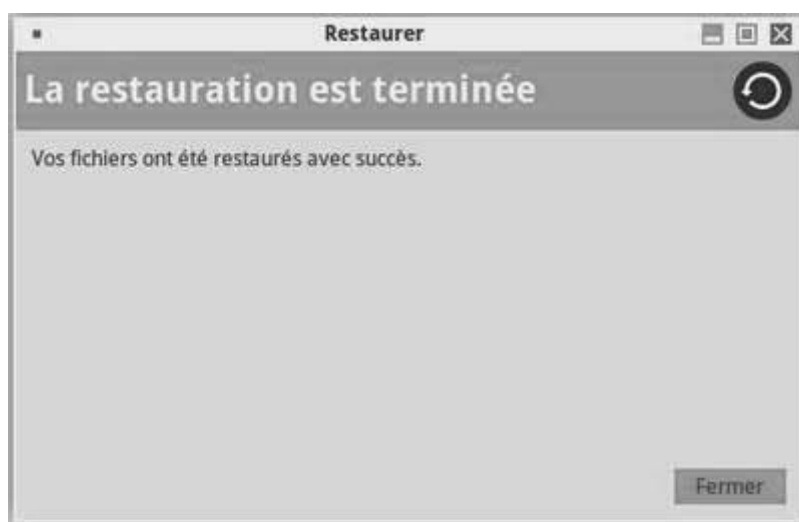 Restaurer
La restauration est terminée
Vos fichiers ont été restaurés avec succès.
Fermer